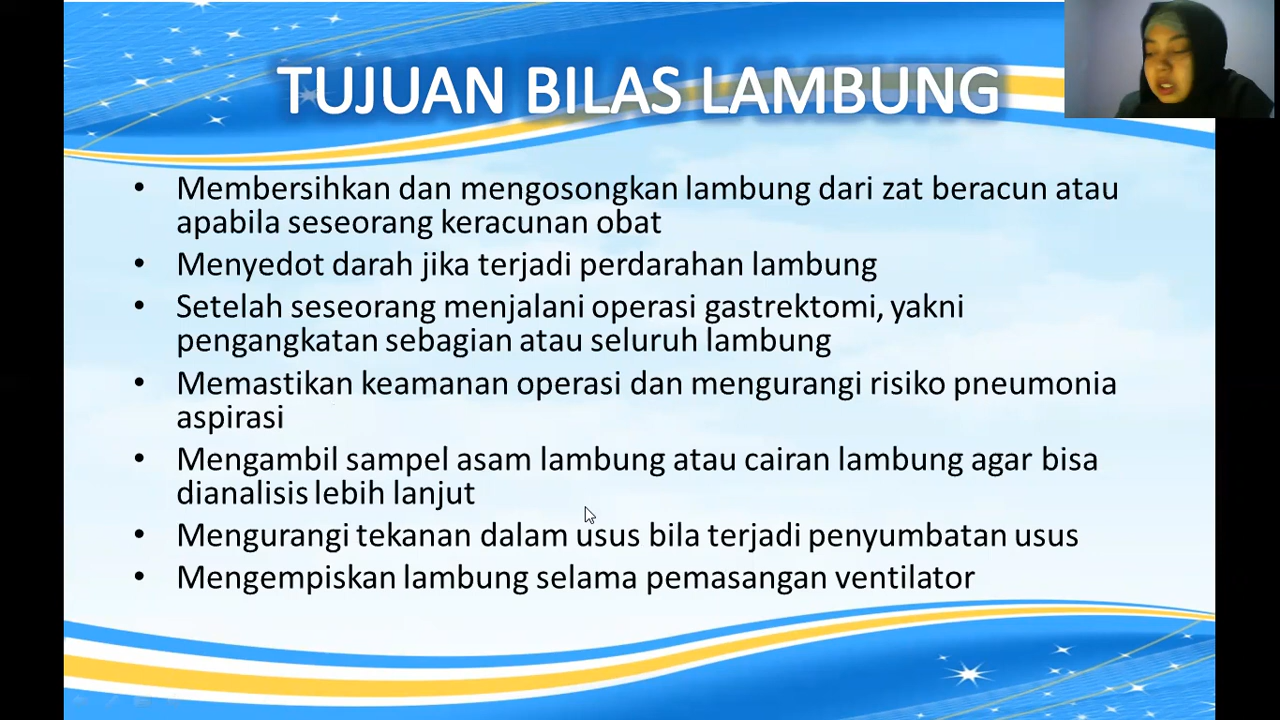 TUJUAN BILAS LAMBUNG
• Membersihkan dan mengosongkan lambung dari zat beracun atau
apabila seseorang keracunan obat
• Menyedot darah jika terjadi perdarahan lambung
• Setelah seseorang menjalani operasi gastrektomi, yakni
pengangkatan sebagian atau seluruh lambung
• Memastikan keamanan operasi dan mengurangi risiko pneumonia
aspirasi
• Mengambil sampel asam lambung atau cairan lambung agar bisa
dianalisis lebih lanjut
• Mengurangi tekanan dalam usus bila terjadi penyumbatan usus
• Mengempiskan lambung selama pemasangan ventilator